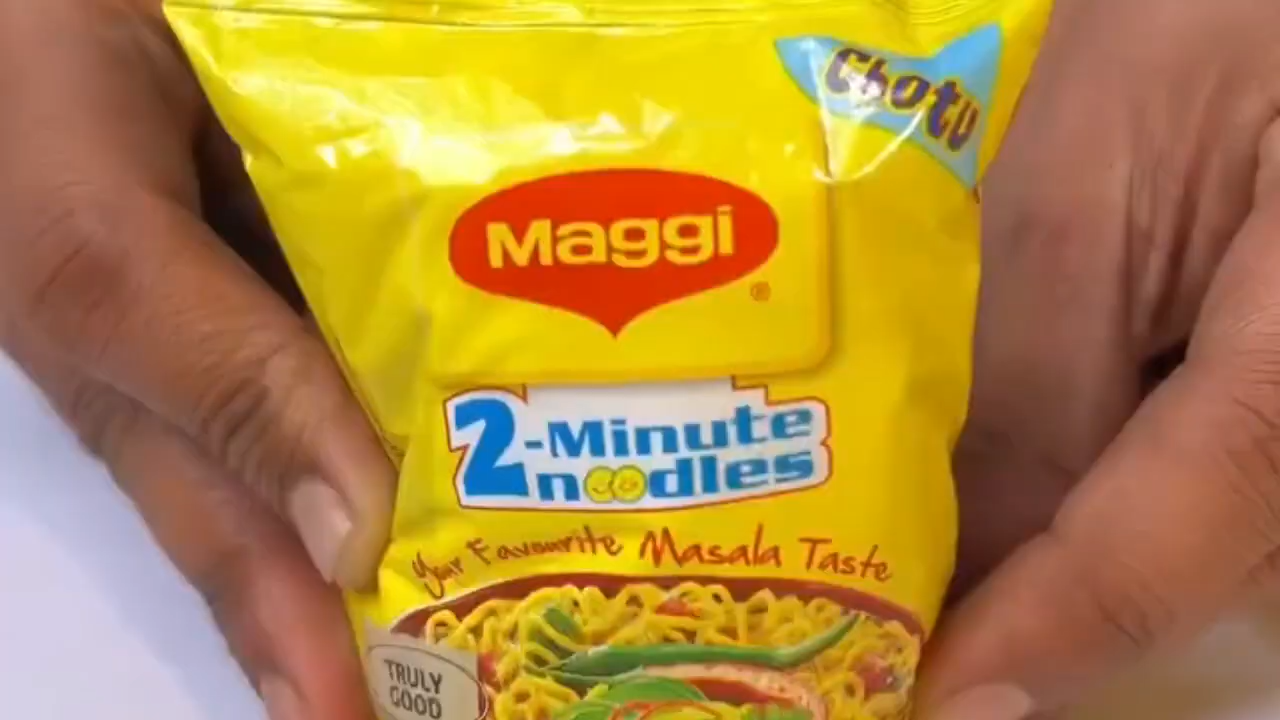 Chotu
Maggi
®
2-Minute
noodles
Your Favourite Masala Taste
TRULY
GOOD